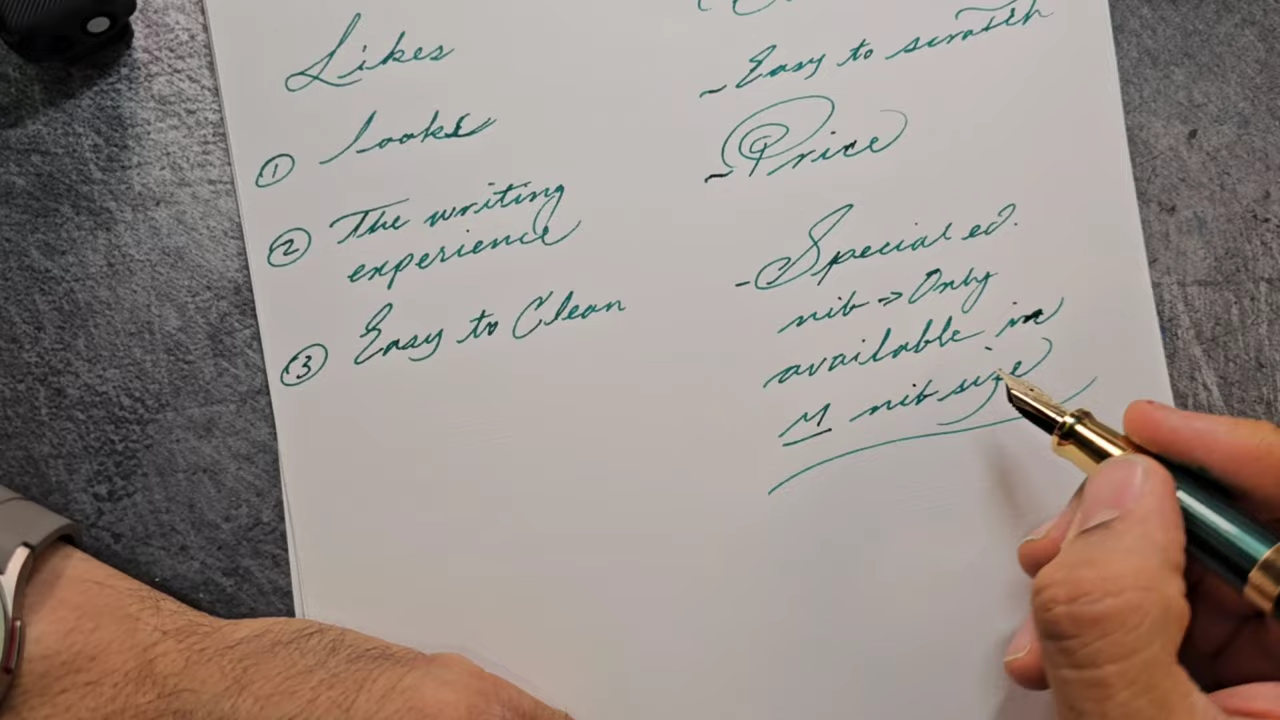 Likes
① Looks
② The writing
experience
③ Easy to Clean
~ Easy to scratch
~ Price
- Special ed.
nib → Only
available in
M nib size